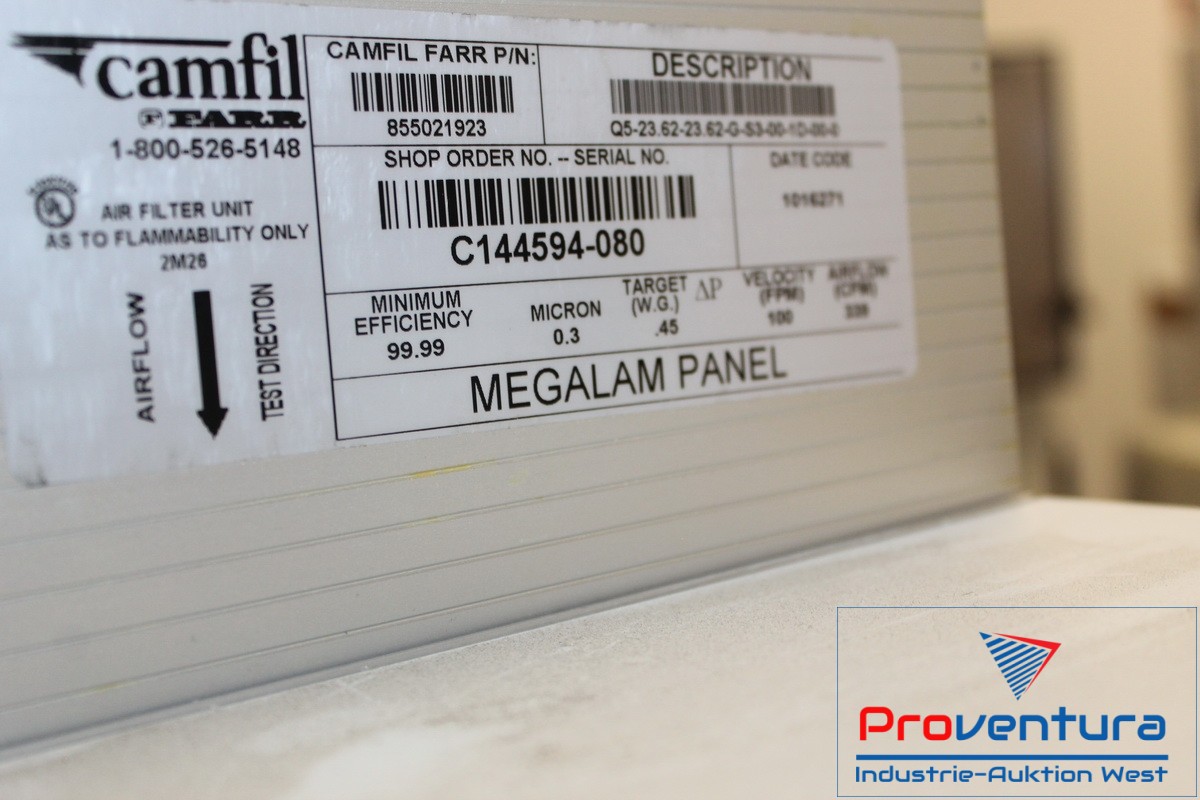 camfil
FARR
1-800-526-5148
UL
AIR FILTER UNIT
AS TO FLAMMABILITY ONLY
2M26
AIRFLOW
TEST DIRECTION
CAMFIL FARR P/N:
855021923
DESCRIPTION
Q5-23.62-23.62-G-S3-00-1D-00-0
SHOP ORDER NO. -- SERIAL NO.
C144594-080
DATE CODE
1016271
MINIMUM
EFFICIENCY
99.99
MICRON
0.3
TARGET ΔP
(W.G.)
.45
VELOCITY
(FPM)
100
AIRFLOW
(CFM)
MEGALAM PANEL
Proventura
Industrie-Auktion West